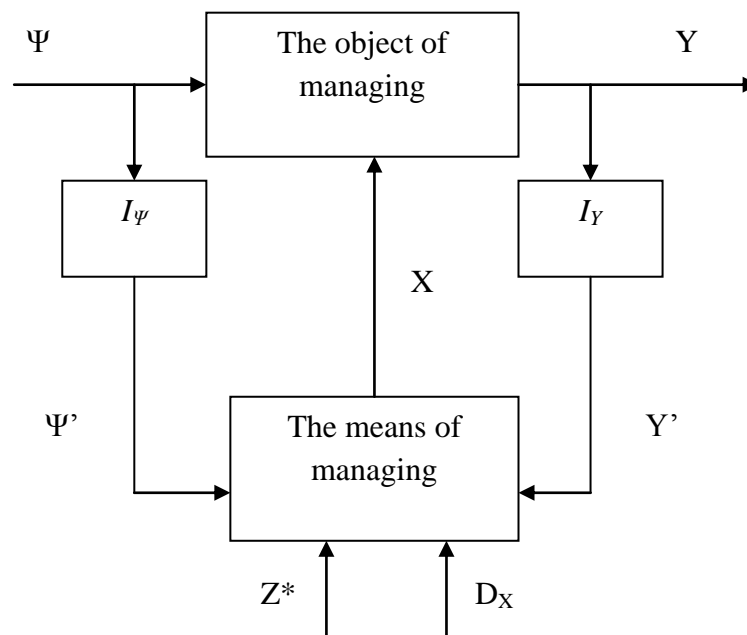 Ψ
The object of
managing
Y
I_Ψ
I_Y
X
Ψ’
The means of
managing
Y’
Z*
D_X